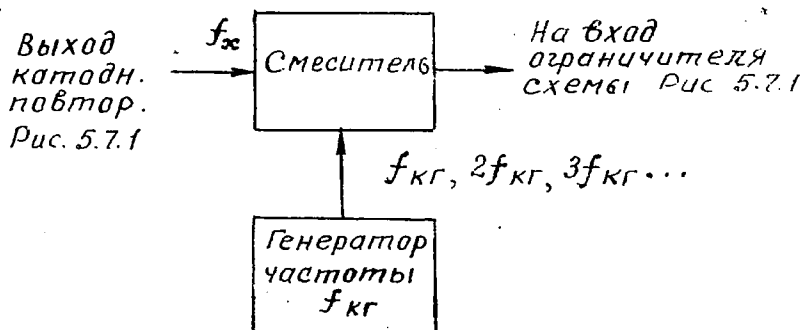 Выход
катодн.
повтор.
Рис. 5.7.1
fх
Смеситель
На вход
ограничителя
схемы Рис 5.7.1
fкг, 2fкг, 3fкг...
Генератор
частоты
fкг